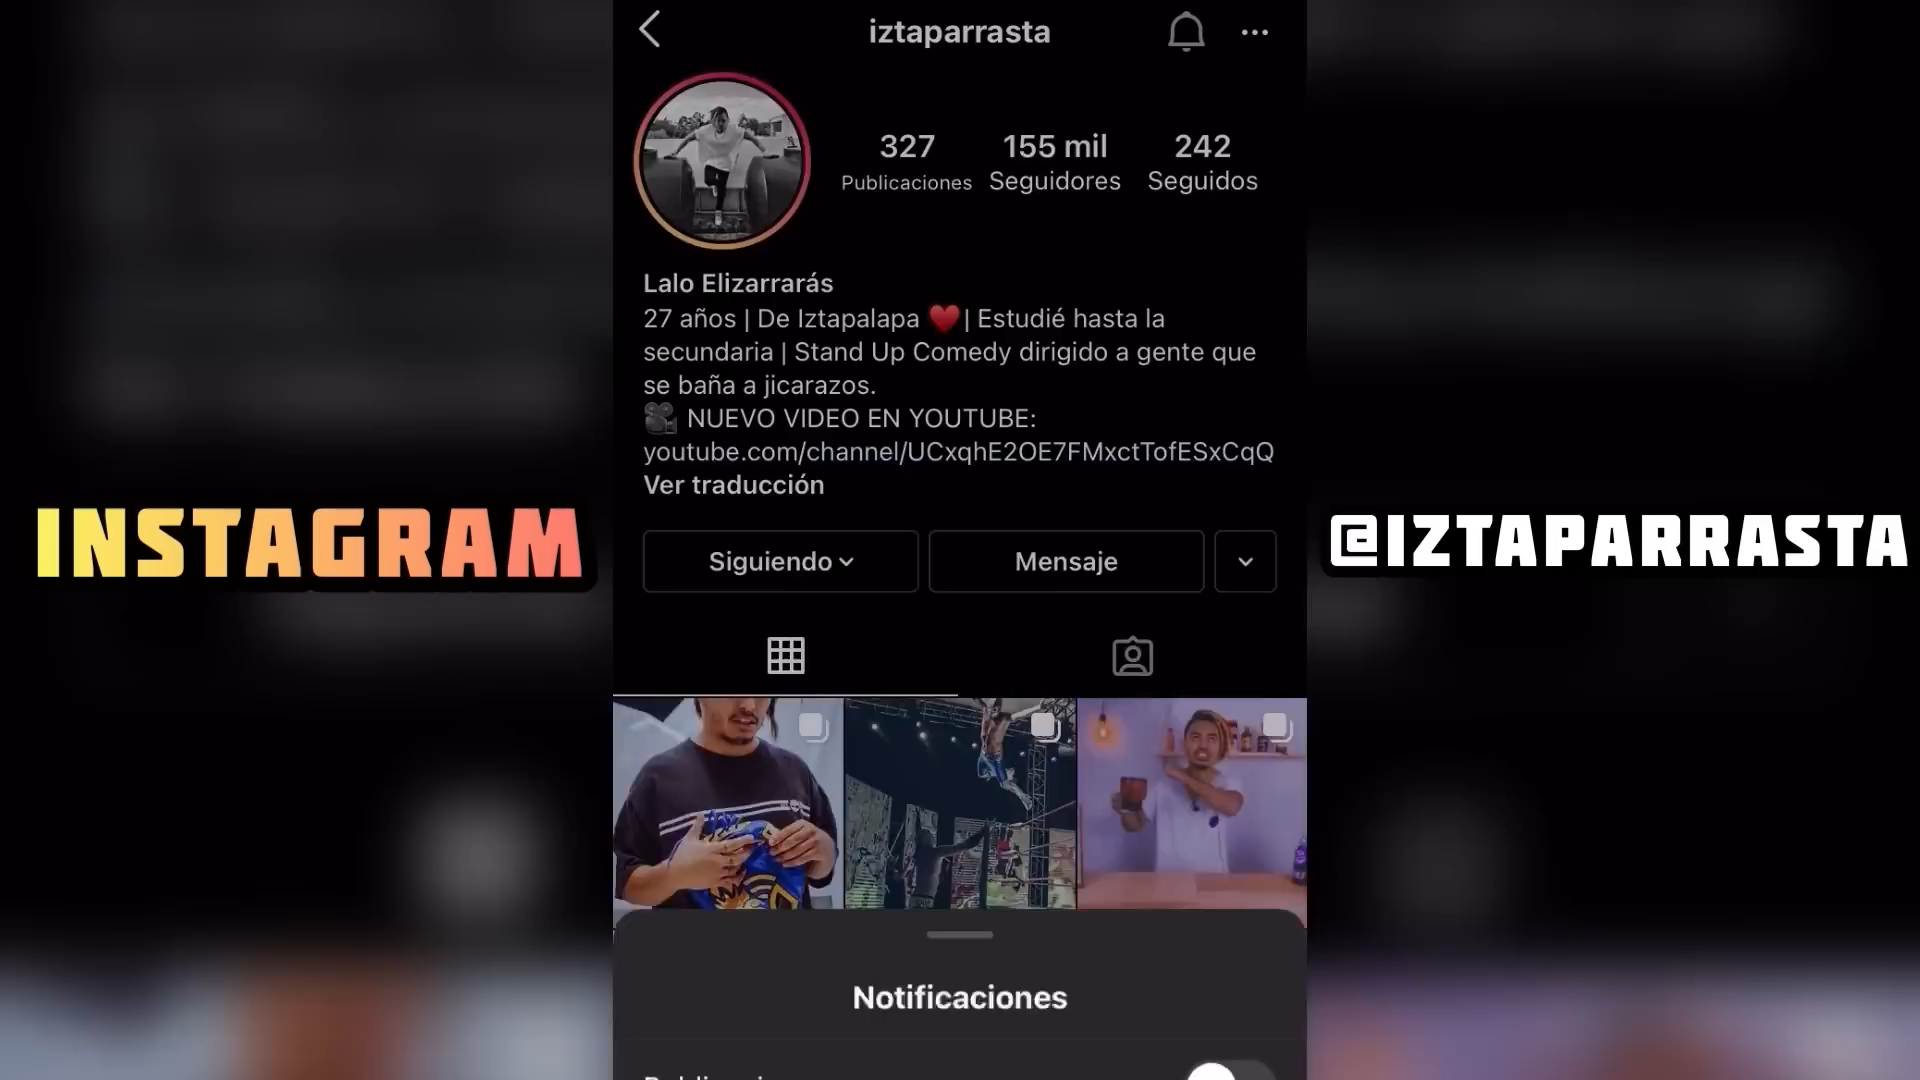 iztaparrasta
327
155 mil
242
Publicaciones
Seguidores
Seguidos
Lalo Elizarrarás
27 años | De Iztapalapa ♥️| Estudié hasta la
secundaria | Stand Up Comedy dirigido a gente que
se baña a jicarazos.
🎥 NUEVO VIDEO EN YOUTUBE:
youtube.com/channel/UCxqhE2OE7FMxctTofESxCqQ
Ver traducción
INSTAGRAM
@IZTAPARRASTA
Siguiendo
Mensaje
Notificaciones